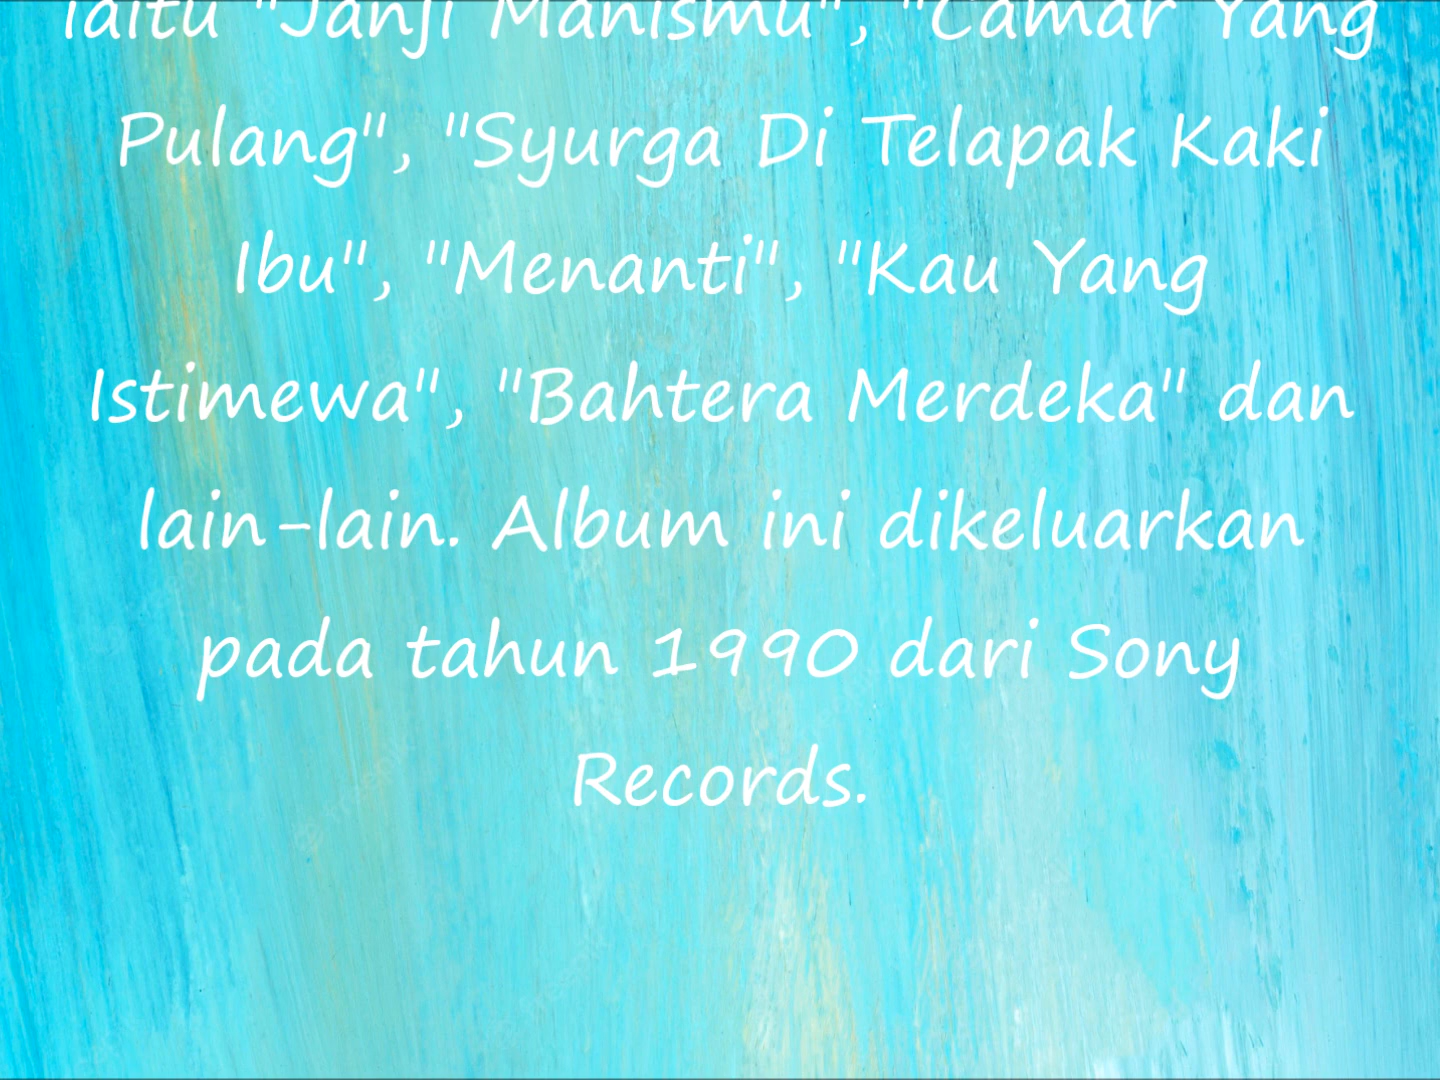 iaitu "Janji Manismu", "Camar Yang
Pulang", "Syurga Di Telapak Kaki
Ibu", "Menanti", "Kau Yang
Istimewa", "Bahtera Merdeka" dan
lain-lain. Album ini dikeluarkan
pada tahun 1990 dari Sony
Records.